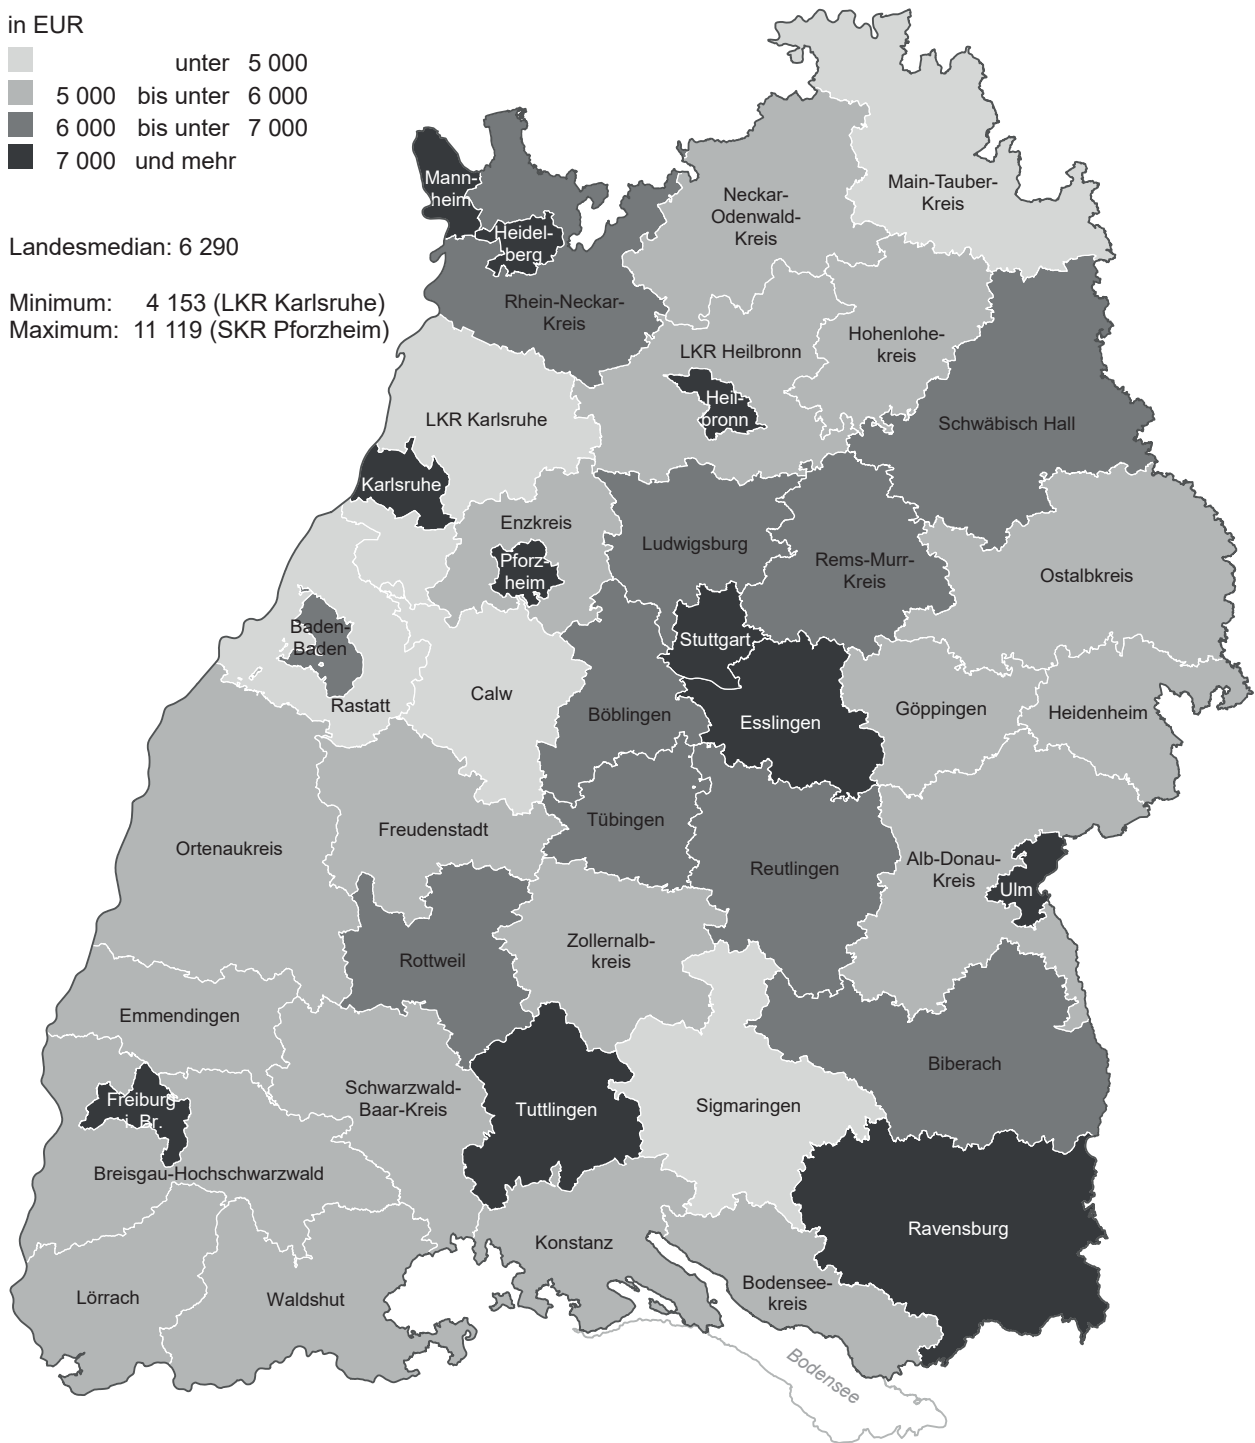 in EUR
unter 5 000
5 000 bis unter 6 000
6 000 bis unter 7 000
7 000 und mehr
Landesmedian: 6 290
Minimum: 4 153 (LKR Karlsruhe)
Maximum: 11 119 (SKR Pforzheim)
Mann-
heim
Heidel-
berg
Rhein-Neckar-
Kreis
Neckar-
Odenwald-
Kreis
Main-Tauber-
Kreis
LKR Heilbronn
Heil-
bronn
Hohenlohe-
kreis
Schwäbisch Hall
LKR Karlsruhe
Karlsruhe
Enzkreis
Pforz-
heim
Ludwigsburg
Rems-Murr-
Kreis
Ostalbkreis
Baden-
Baden
Rastatt
Calw
Stuttgart
Böblingen
Esslingen
Göppingen
Heidenheim
Ortenaukreis
Freudenstadt
Tübingen
Reutlingen
Alb-Donau-
Kreis
Ulm
Rottweil
Zollernalb-
kreis
Emmendingen
Freiburg
i. Br.
Schwarzwald-
Baar-Kreis
Tuttlingen
Sigmaringen
Biberach
Breisgau-Hochschwarzwald
Ravensburg
Konstanz
Lörrach
Waldshut
Bodensee-
kreis
Bodensee